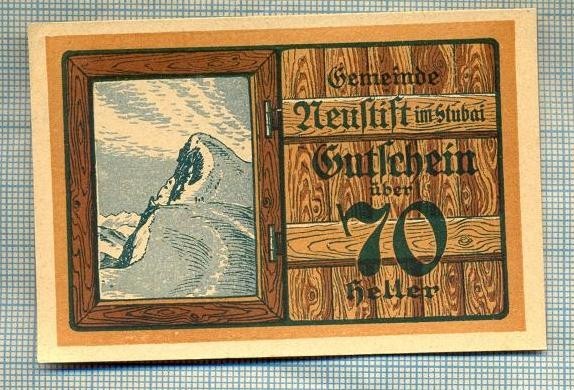 Gemeinde
Neustift im Stubai
Gutschein
über
70
Heller